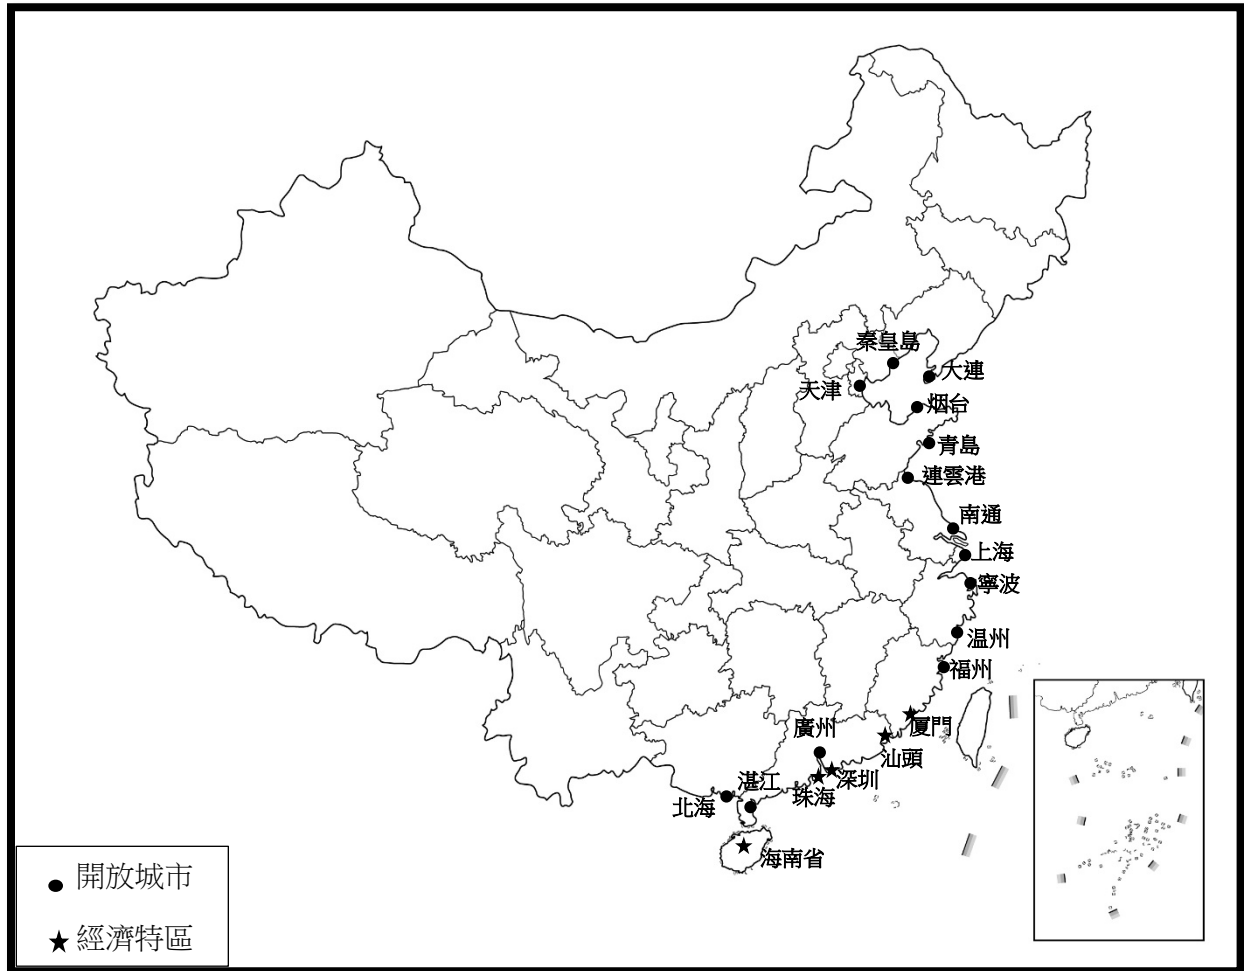 秦皇島
大連
天津
烟台
青島
連雲港
南通
上海
寧波
温州
福州
厦門
廣州
汕頭
深圳
湛江
珠海
北海
海南省
開放城市
經濟特區